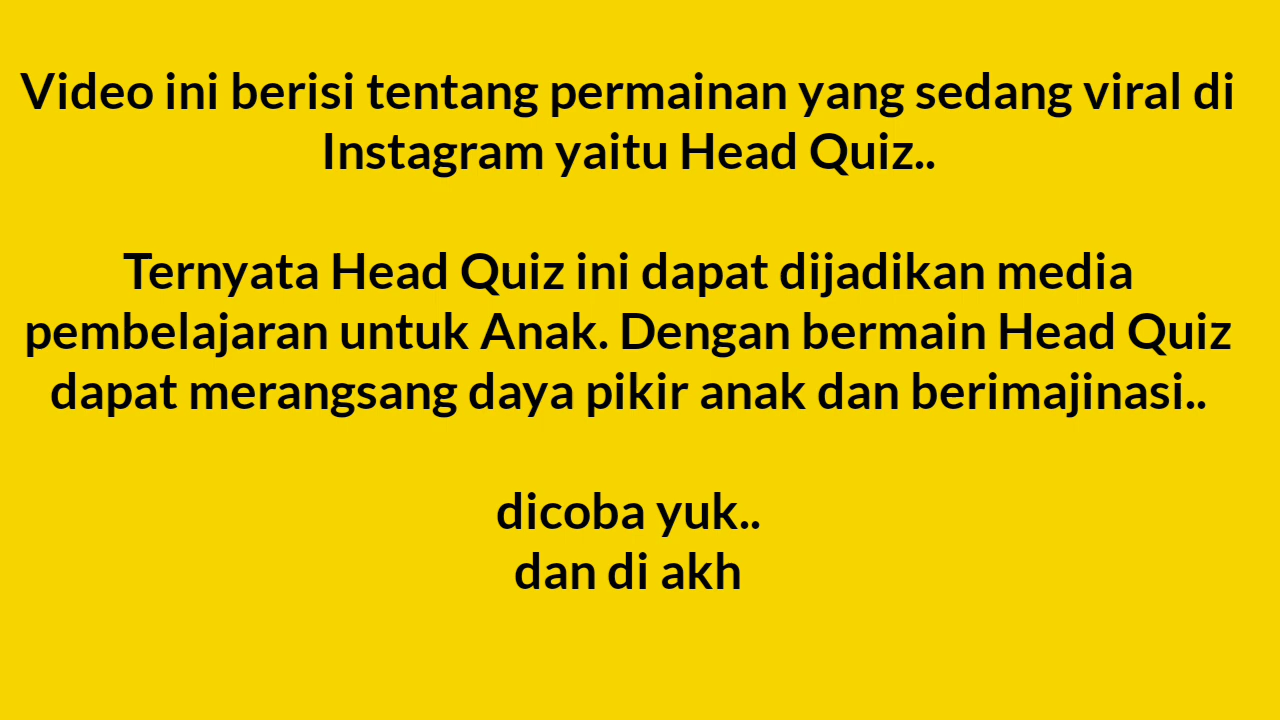 Video ini berisi tentang permainan yang sedang viral di
Instagram yaitu Head Quiz..
Ternyata Head Quiz ini dapat dijadikan media
pembelajaran untuk Anak. Dengan bermain Head Quiz
dapat merangsang daya pikir anak dan berimajinasi..
dicoba yuk..
dan di akh